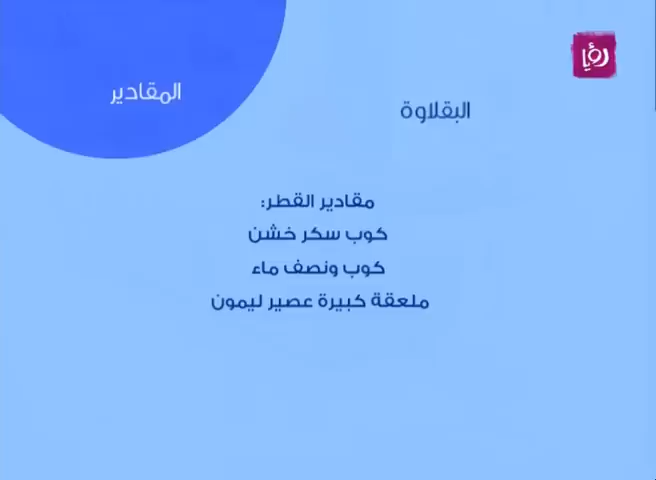 رؤيا
المقادير
البقلاوة
مقادير القطر:
كوب سكر خشن
كوب ونصف ماء
ملعقة كبيرة عصير ليمون